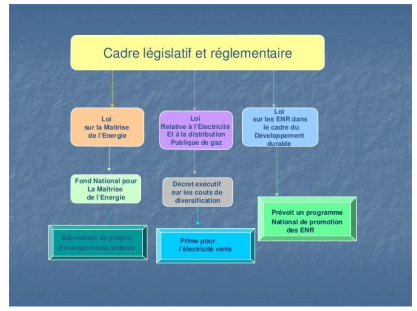 Cadre législatif et réglementaire
Loi
sur la Maitrise
de l'Energie
Loi
Relative à l'Electricité
Et à la distribution
Publique de gaz
Loi
sur les ENR dans
le cadre du
Développement
durable
Fond National pour
La Maitrise
de l'Energie
Décret exécutif
sur les couts de
diversification
Prévoit un programme
National de promotion
des ENR
Subvention de projets
d'énergie renouvelables
Prime pour
l'électricité verte